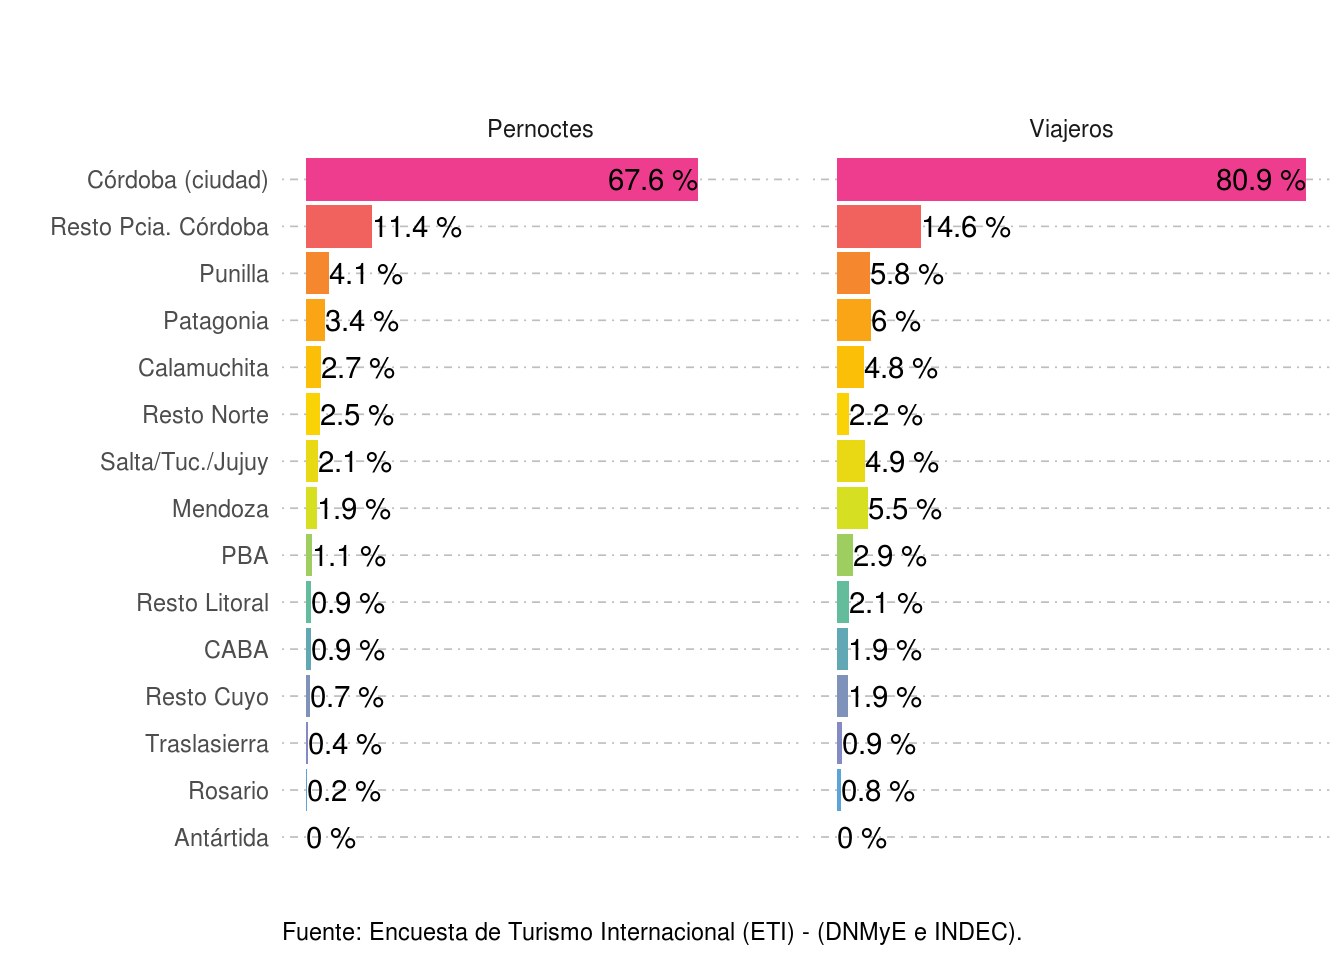 Pernoctes Viajeros
Córdoba (ciudad) 67.6 % 80.9 %
Resto Pcia. Córdoba 11.4 % 14.6 %
Punilla 4.1 % 5.8 %
Patagonia 3.4 % 6 %
Calamuchita 2.7 % 4.8 %
Resto Norte 2.5 % 2.2 %
Salta/Tuc./Jujuy 2.1 % 4.9 %
Mendoza 1.9 % 5.5 %
PBA 1.1 % 2.9 %
Resto Litoral 0.9 % 2.1 %
CABA 0.9 % 1.9 %
Resto Cuyo 0.7 % 1.9 %
Traslasierra 0.4 % 0.9 %
Rosario 0.2 % 0.8 %
Antártida 0 % 0 %
Fuente: Encuesta de Turismo Internacional (ETI) - (DNMyE e INDEC).